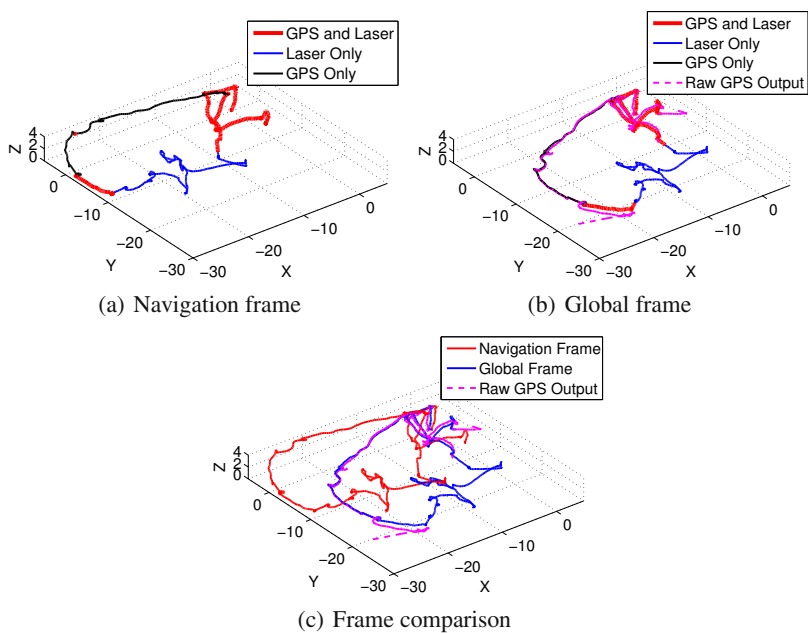 GPS and Laser
Laser Only
GPS Only
4
2
0
Z
0
−10
−20
−30
Y
−30
−20
−10
0
X
(a) Navigation frame
GPS and Laser
Laser Only
GPS Only
Raw GPS Output
4
2
0
Z
0
−10
−20
−30
Y
−30
−20
−10
0
X
(b) Global frame
Navigation Frame
Global Frame
Raw GPS Output
4
2
0
Z
0
−10
−20
−30
Y
−30
−20
−10
0
X
(c) Frame comparison